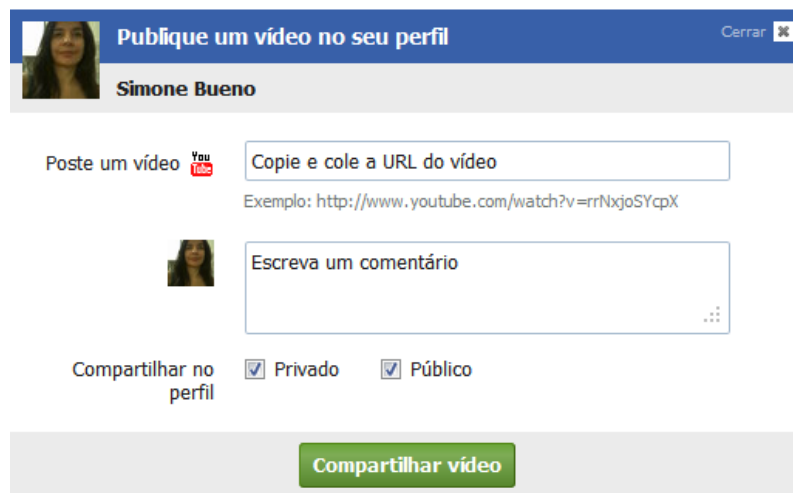 Publique um vídeo no seu perfil
Cerrar
Simone Bueno
Poste um vídeo You Tube
Copie e cole a URL do vídeo
Exemplo: http://www.youtube.com/watch?v=rrNxjoSYcpX
Escreva um comentário
Compartilhar no
perfil
Privado
Público
Compartilhar vídeo